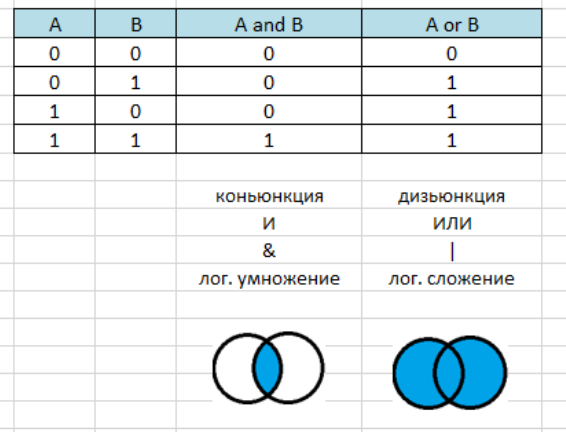 A B A and B A or B
0 0 0 0
0 1 0 1
1 0 0 1
1 1 1 1
коньюнкция дизьюнкция
И ИЛИ
& |
лог. умножение лог. сложение